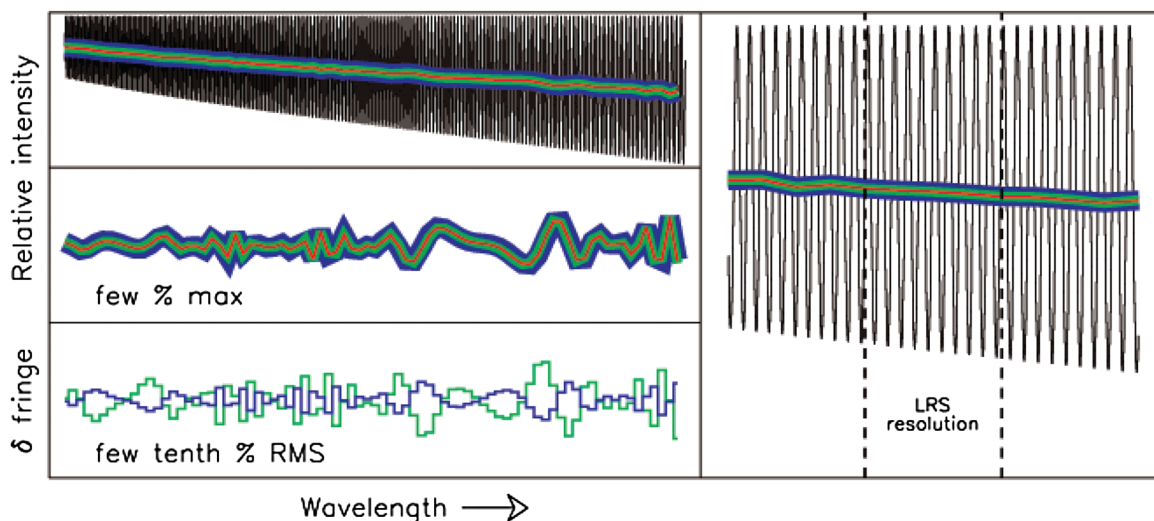 Relative intensity
few % max
δ fringe
few tenth % RMS
LRS
resolution
Wavelength →